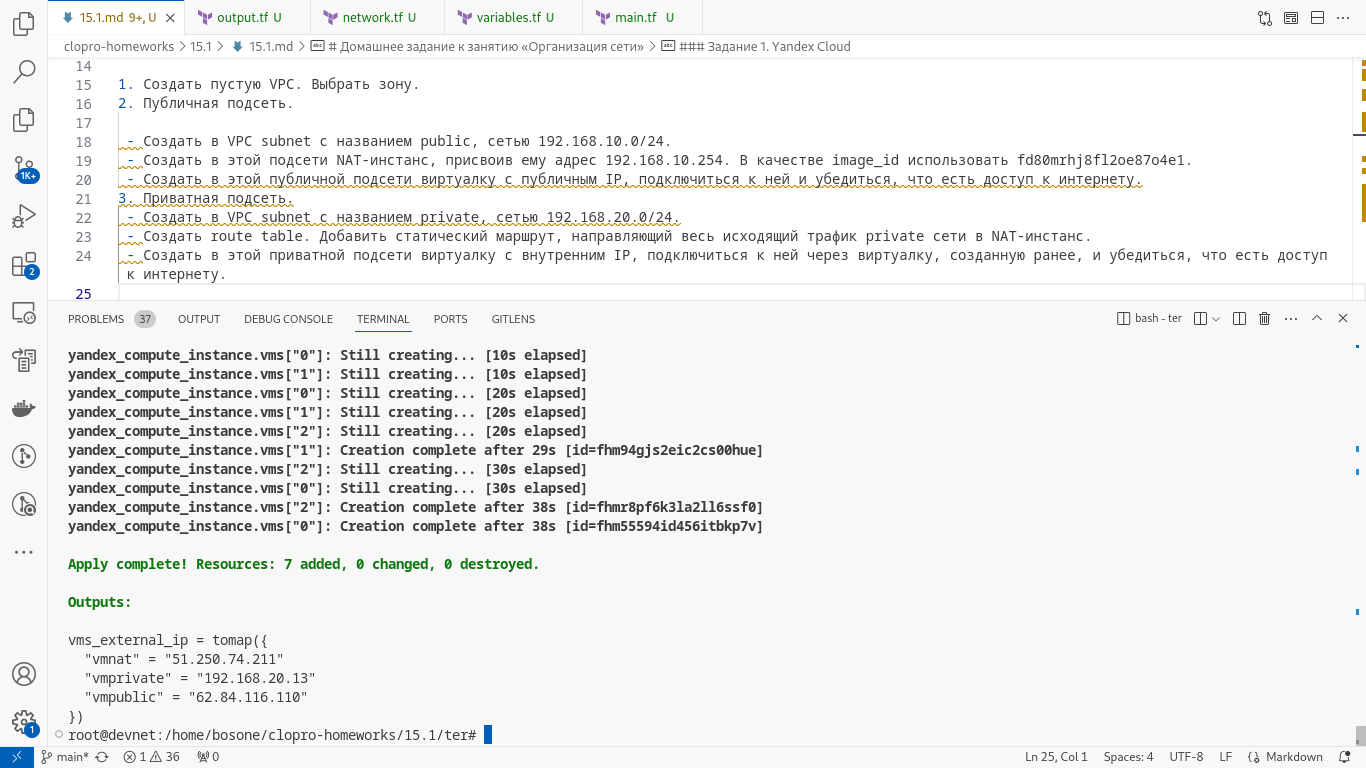 15.1.md 9+, U
output.tf U
network.tf U
variables.tf U
main.tf U
clopro-homeworks > 15.1 > 15.1.md > # Домашнее задание к занятию «Организация сети» > ### Задание 1. Yandex Cloud
14
15 1. Создать пустую VPC. Выбрать зону.
16 2. Публичная подсеть.
17
18 - Создать в VPC subnet с названием public, сетью 192.168.10.0/24.
19 - Создать в этой подсети NAT-инстанс, присвоив ему адрес 192.168.10.254. В качестве image_id использовать fd80mrhj8fl2oe87o4e1.
20 - Создать в этой публичной подсети виртуалку с публичным IP, подключиться к ней и убедиться, что есть доступ к интернету.
21 3. Приватная подсеть.
22 - Создать в VPC subnet с названием private, сетью 192.168.20.0/24.
23 - Создать route table. Добавить статический маршрут, направляющий весь исходящий трафик private сети в NAT-инстанс.
24 - Создать в этой приватной подсети виртуалку с внутренним IP, подключиться к ней через виртуалку, созданную ранее, и убедиться, что есть доступ
к интернету.
25
PROBLEMS 37 OUTPUT DEBUG CONSOLE TERMINAL PORTS GITLENS
bash - ter
yandex_compute_instance.vms["0"]: Still creating... [10s elapsed]
yandex_compute_instance.vms["1"]: Still creating... [10s elapsed]
yandex_compute_instance.vms["0"]: Still creating... [20s elapsed]
yandex_compute_instance.vms["1"]: Still creating... [20s elapsed]
yandex_compute_instance.vms["2"]: Still creating... [20s elapsed]
yandex_compute_instance.vms["1"]: Creation complete after 29s [id=fhm94gjs2eic2cs00hue]
yandex_compute_instance.vms["2"]: Still creating... [30s elapsed]
yandex_compute_instance.vms["0"]: Still creating... [30s elapsed]
yandex_compute_instance.vms["2"]: Creation complete after 38s [id=fhmr8pf6k3la2ll6ssf0]
yandex_compute_instance.vms["0"]: Creation complete after 38s [id=fhm55594id456itbkp7v]
Apply complete! Resources: 7 added, 0 changed, 0 destroyed.
Outputs:
vms_external_ip = tomap({
"vmnat" = "51.250.74.211"
"vmprivate" = "192.168.20.13"
"vmpublic" = "62.84.116.110"
})
root@devnet:/home/bosone/clopro-homeworks/15.1/ter#
1K+
2
1
main* 1 36 0
Ln 25, Col 1 Spaces: 4 UTF-8 LF Markdown